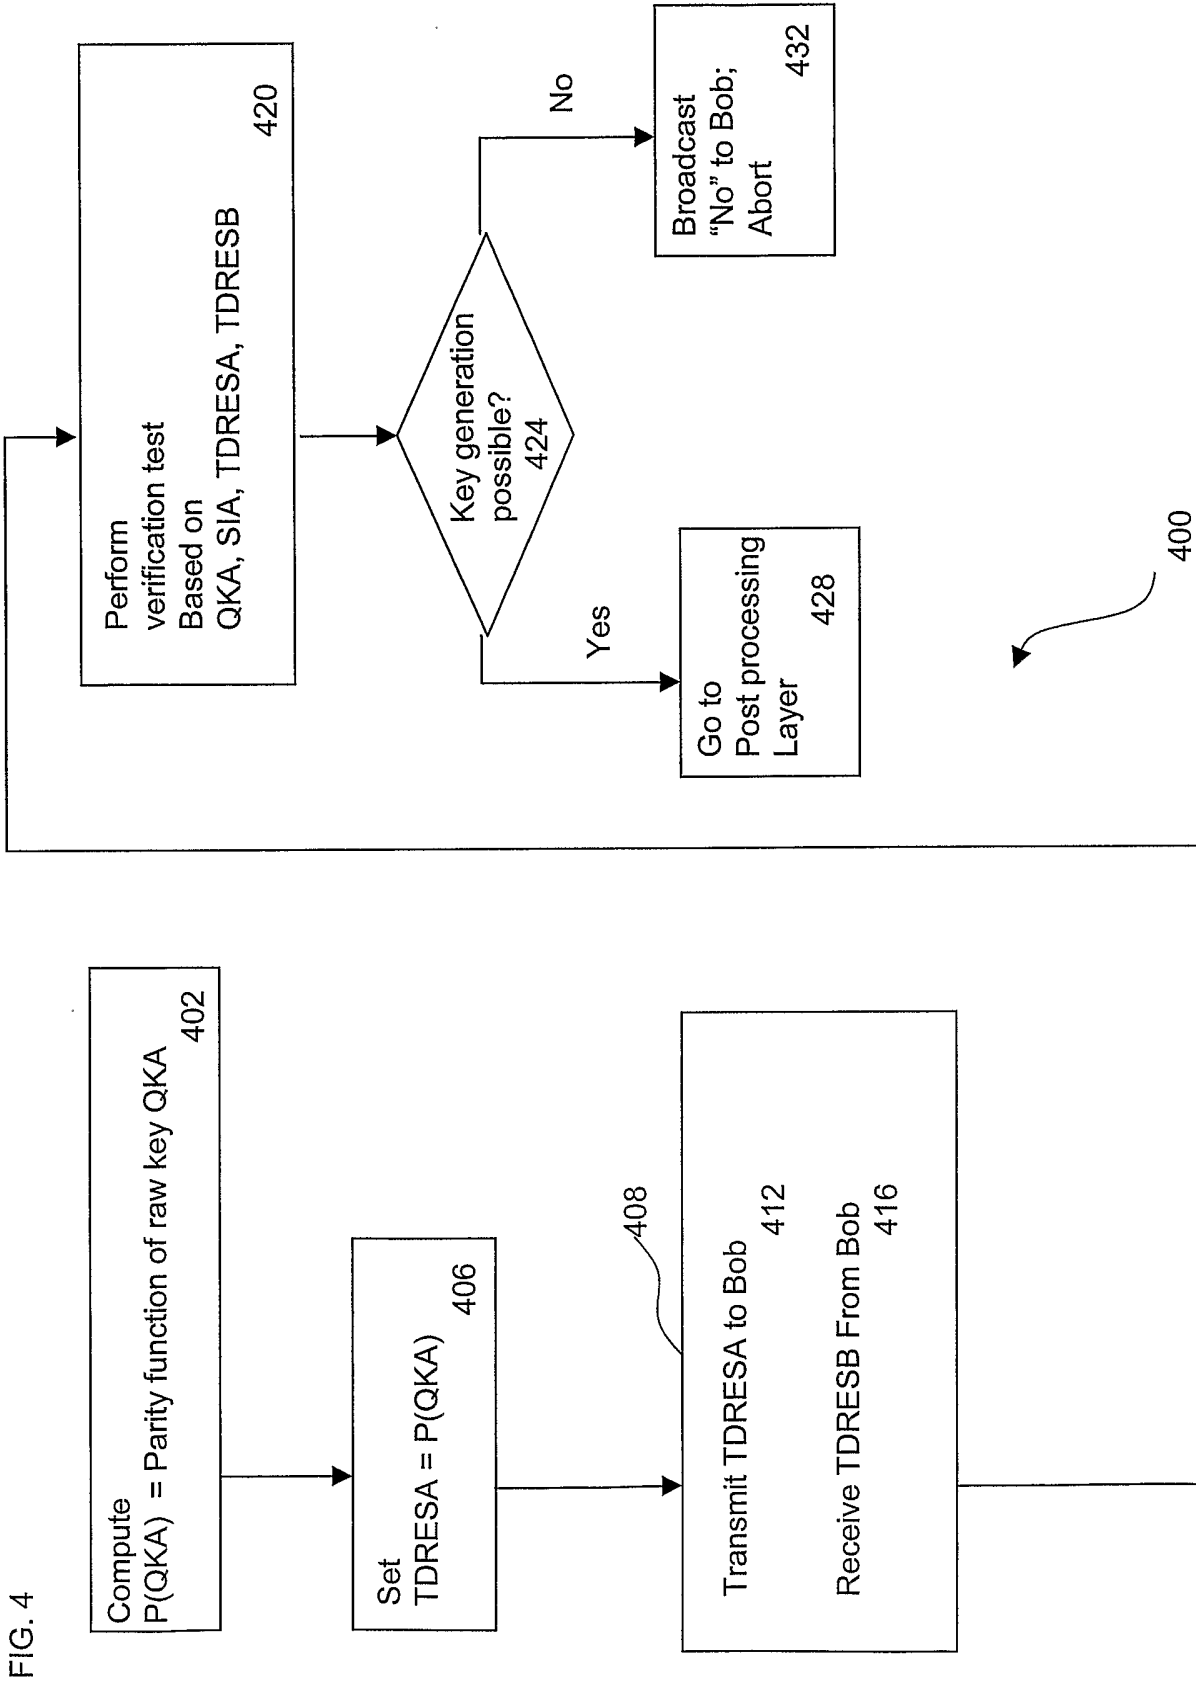 FIG. 4
Compute
P(QKA) = Parity function of raw key QKA
402
Set
TDRESA = P(QKA)
406
408
Transmit TDRESA to Bob
412
Receive TDRESB From Bob
416
Perform
verification test
Based on
QKA, SIA, TDRESA, TDRESB
420
Key generation
possible?
424
Yes
No
Go to
Post processing
Layer
428
Broadcast
“No” to Bob;
Abort
432
400